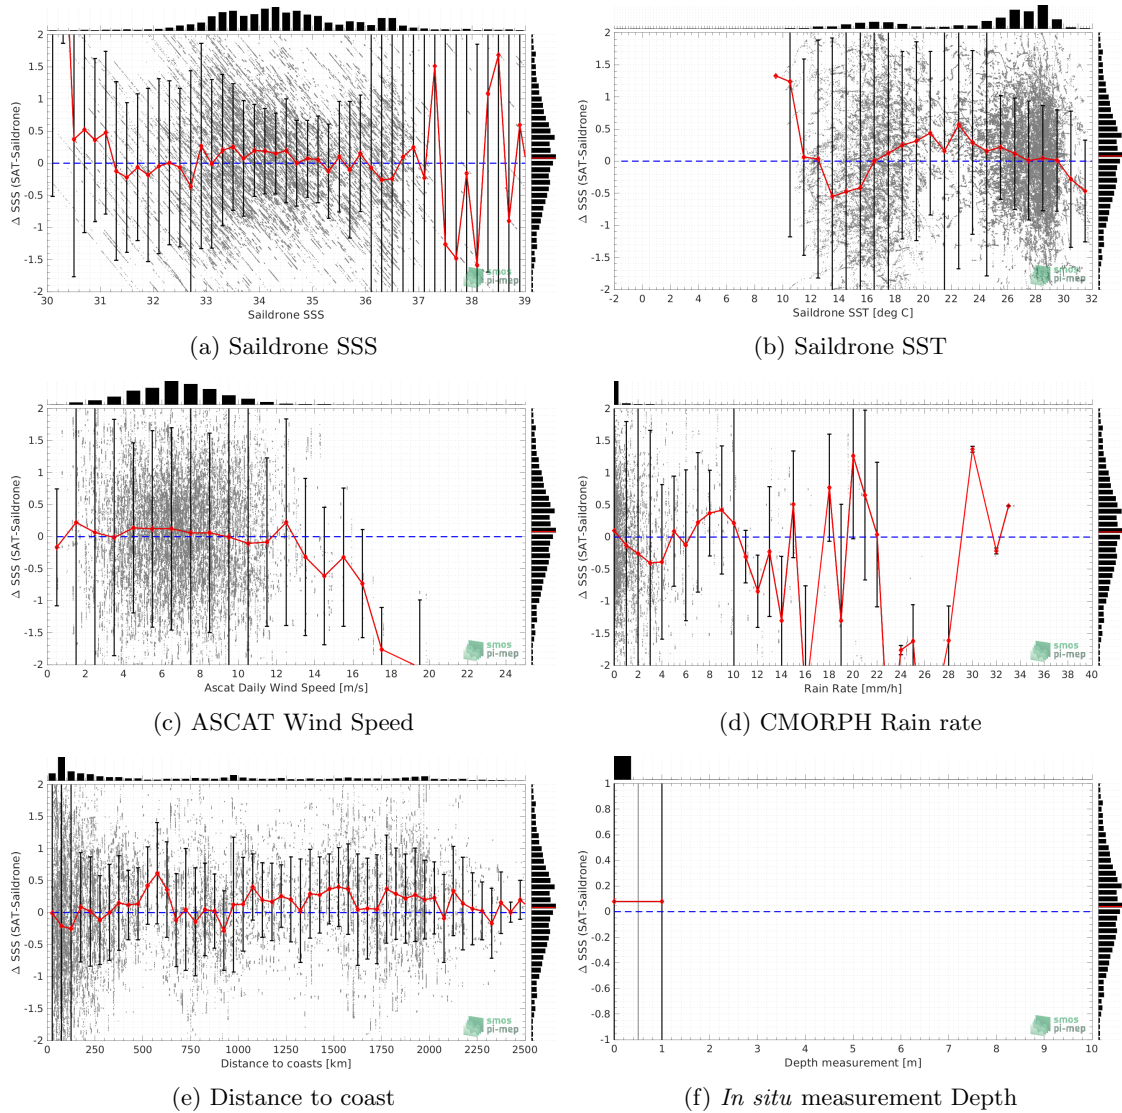 2
1.5
1
0.5
0
-0.5
-1
-1.5
-2
Δ SSS (SAT-Saildrone)
30 31 32 33 34 35 36 37 38 39
Saildrone SSS
smos
pi-mep
(a) Saildrone SSS
2
1.5
1
0.5
0
-0.5
-1
-1.5
-2
Δ SSS (SAT-Saildrone)
-2 0 2 4 6 8 10 12 14 16 18 20 22 24 26 28 30 32
Saildrone SST [deg C]
smos
pi-mep
(b) Saildrone SST
2
1.5
1
0.5
0
-0.5
-1
-1.5
-2
Δ SSS (SAT-Saildrone)
0 2 4 6 8 10 12 14 16 18 20 22 24
Ascat Daily Wind Speed [m/s]
smos
pi-mep
(c) ASCAT Wind Speed
2
1.5
1
0.5
0
-0.5
-1
-1.5
-2
Δ SSS (SAT-Saildrone)
0 2 4 6 8 10 12 14 16 18 20 22 24 26 28 30 32 34 36 38 40
Rain Rate [mm/h]
smos
pi-mep
(d) CMORPH Rain rate
2
1.5
1
0.5
0
-0.5
-1
-1.5
-2
Δ SSS (SAT-Saildrone)
0 250 500 750 1000 1250 1500 1750 2000 2250 2500
Distance to coasts [km]
smos
pi-mep
(e) Distance to coast
1
0.8
0.6
0.4
0.2
0
-0.2
-0.4
-0.6
-0.8
-1
Δ SSS (SAT-Saildrone)
0 1 2 3 4 5 6 7 8 9 10
Depth measurement [m]
smos
pi-mep
(f) In situ measurement Depth